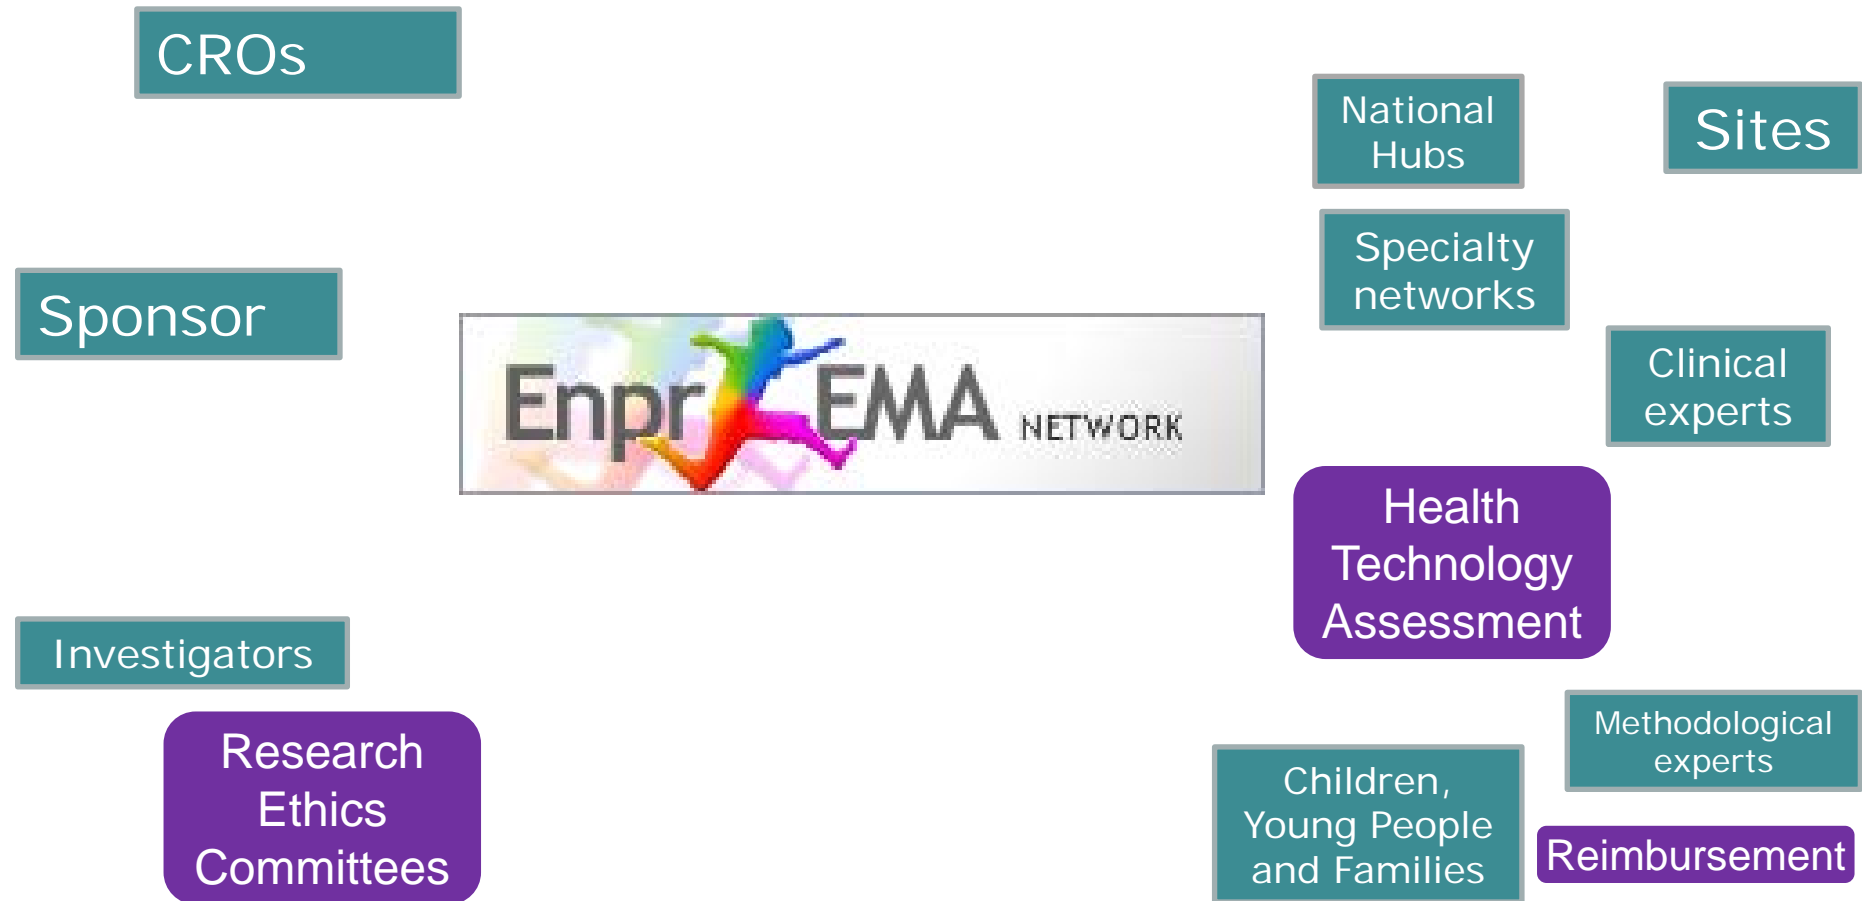 CROs
National
Hubs
Sites
Specialty
networks
Sponsor
Clinical
experts
Enpr EMA NETWORK
Health
Technology
Assessment
Investigators
Research
Ethics
Committees
Methodological
experts
Children,
Young People
and Families
Reimbursement